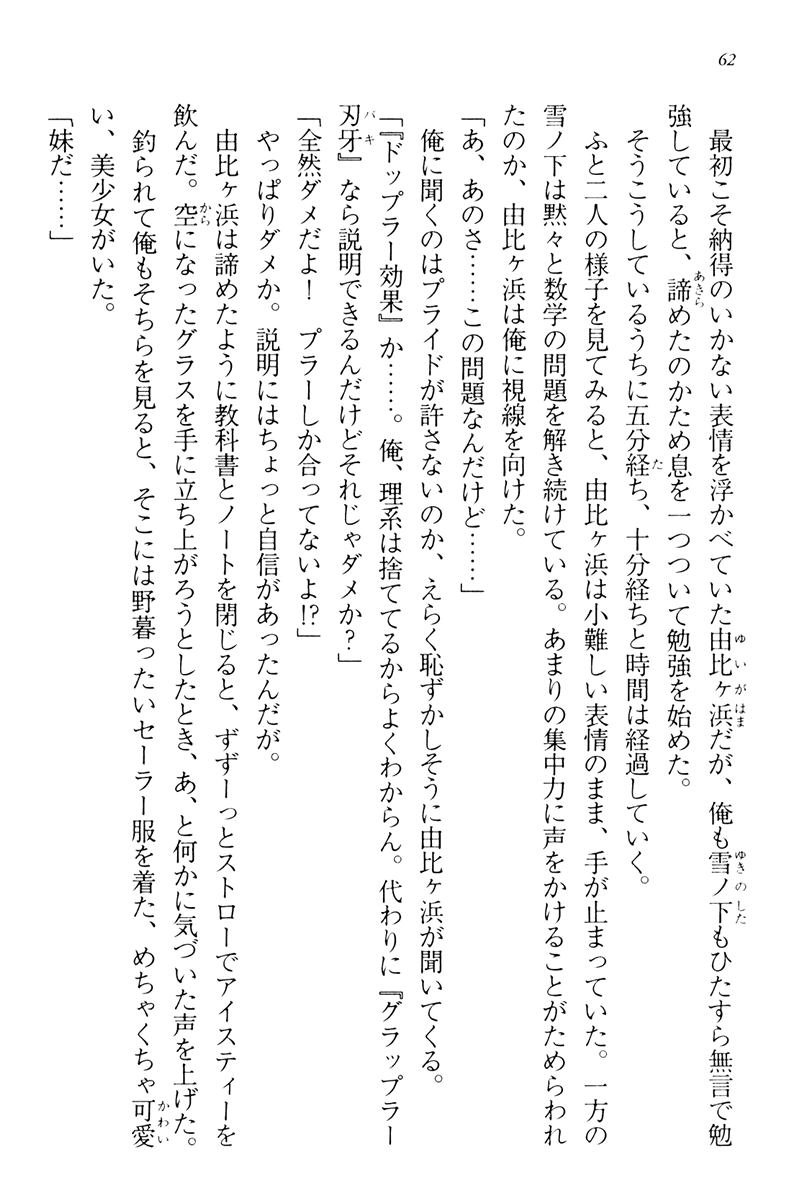 62
最初こそ納得のいかない表情を浮かべていた由比ヶ浜だが、俺も雪ノ下もひたすら無言で勉
強していると、諦めたのかため息を一つついて勉強を始めた。
そうこうしているうちに五分経ち、十分経ちと時間は経過していく。
ふと二人の様子を見てみると、由比ヶ浜は小難しい表情のまま、手が止まっていた。一方の
雪ノ下は黙々と数学の問題を解き続けている。あまりの集中力に声をかけることがためらわれ
たのか、由比ヶ浜は俺に視線を向けた。
「あ、あのさ……この問題なんだけど……」
俺に聞くのはプライドが許さないのか、えらく恥ずかしそうに由比ヶ浜が聞いてくる。
「『ドップラー効果』か……。俺、理系は捨ててるからよくわからん。代わりに『グラップラー
刃牙』なら説明できるんだけどそれじゃダメか？」
「全然ダメだよ！　プラーしか合ってないよ!?」
やっぱりダメか。説明にはちょっと自信があったんだが。
由比ヶ浜は諦めたように教科書とノートを閉じると、ずずーっとストローでアイスティーを
飲んだ。空になったグラスを手に立ち上がろうとしたとき、あ、と何かに気づいた声を上げた。
釣られて俺もそちらを見ると、そこには野暮ったいセーラー服を着た、めちゃくちゃ可愛
い、美少女がいた。
「妹だ……」